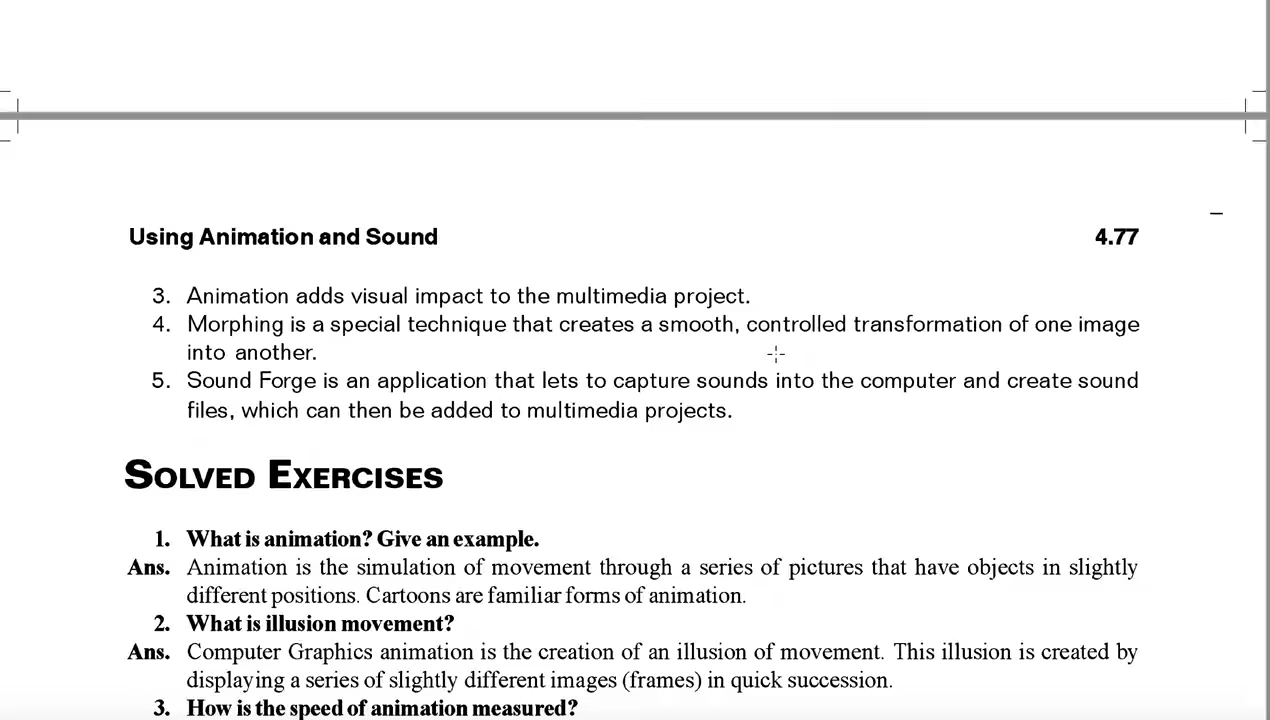 Using Animation and Sound 4.77
3. Animation adds visual impact to the multimedia project.
4. Morphing is a special technique that creates a smooth, controlled transformation of one image
into another.
5. Sound Forge is an application that lets to capture sounds into the computer and create sound
files, which can then be added to multimedia projects.
SOLVED EXERCISES
1. What is animation? Give an example.
Ans. Animation is the simulation of movement through a series of pictures that have objects in slightly
different positions. Cartoons are familiar forms of animation.
2. What is illusion movement?
Ans. Computer Graphics animation is the creation of an illusion of movement. This illusion is created by
displaying a series of slightly different images (frames) in quick succession.
3. How is the speed of animation measured?